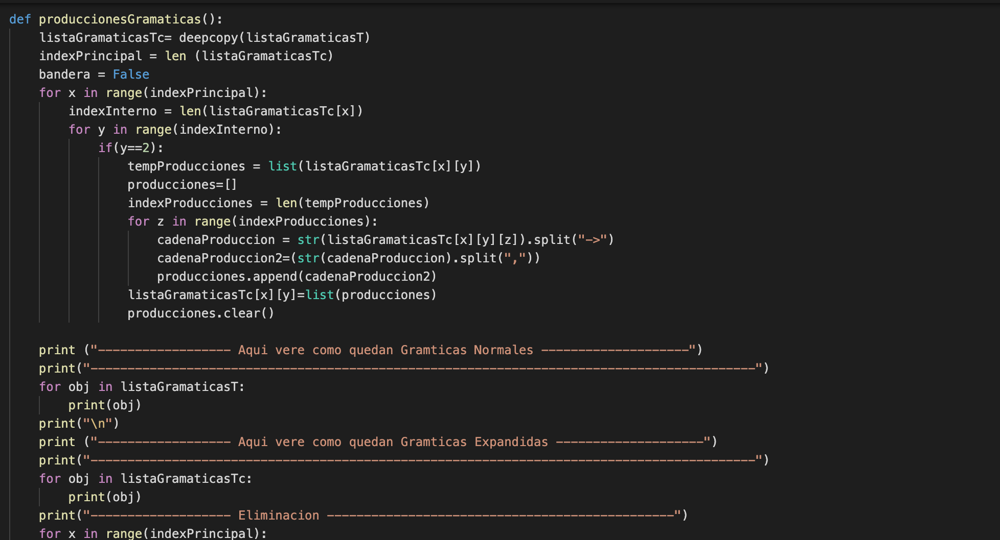 def produccionesGramaticas():
    listaGramaticasTc= deepcopy(listaGramaticasT)
    indexPrincipal = len (listaGramaticasTc)
    bandera = False
    for x in range(indexPrincipal):
        indexInterno = len(listaGramaticasTc[x])
        for y in range(indexInterno):
            if(y==2):
                tempProducciones = list(listaGramaticasTc[x][y])
                producciones=[]
                indexProducciones = len(tempProducciones)
                for z in range(indexProducciones):
                    cadenaProduccion = str(listaGramaticasTc[x][y][z]).split("->")
                    cadenaProduccion2=(str(cadenaProduccion).split(","))
                    producciones.append(cadenaProduccion2)
                listaGramaticasTc[x][y]=list(producciones)
                producciones.clear()
    print ("------------------ Aqui vere como quedan Gramticas Normales --------------------")
    print("------------------------------------------------------------------------------------------")
    for obj in listaGramaticasT:
        print(obj)
    print("\n")
    print ("------------------ Aqui vere como quedan Gramticas Expandidas --------------------")
    print("------------------------------------------------------------------------------------------")
    for obj in listaGramaticasTc:
        print(obj)
    print("------------------- Eliminacion -----------------------------------------------")
    for x in range(indexPrincipal):